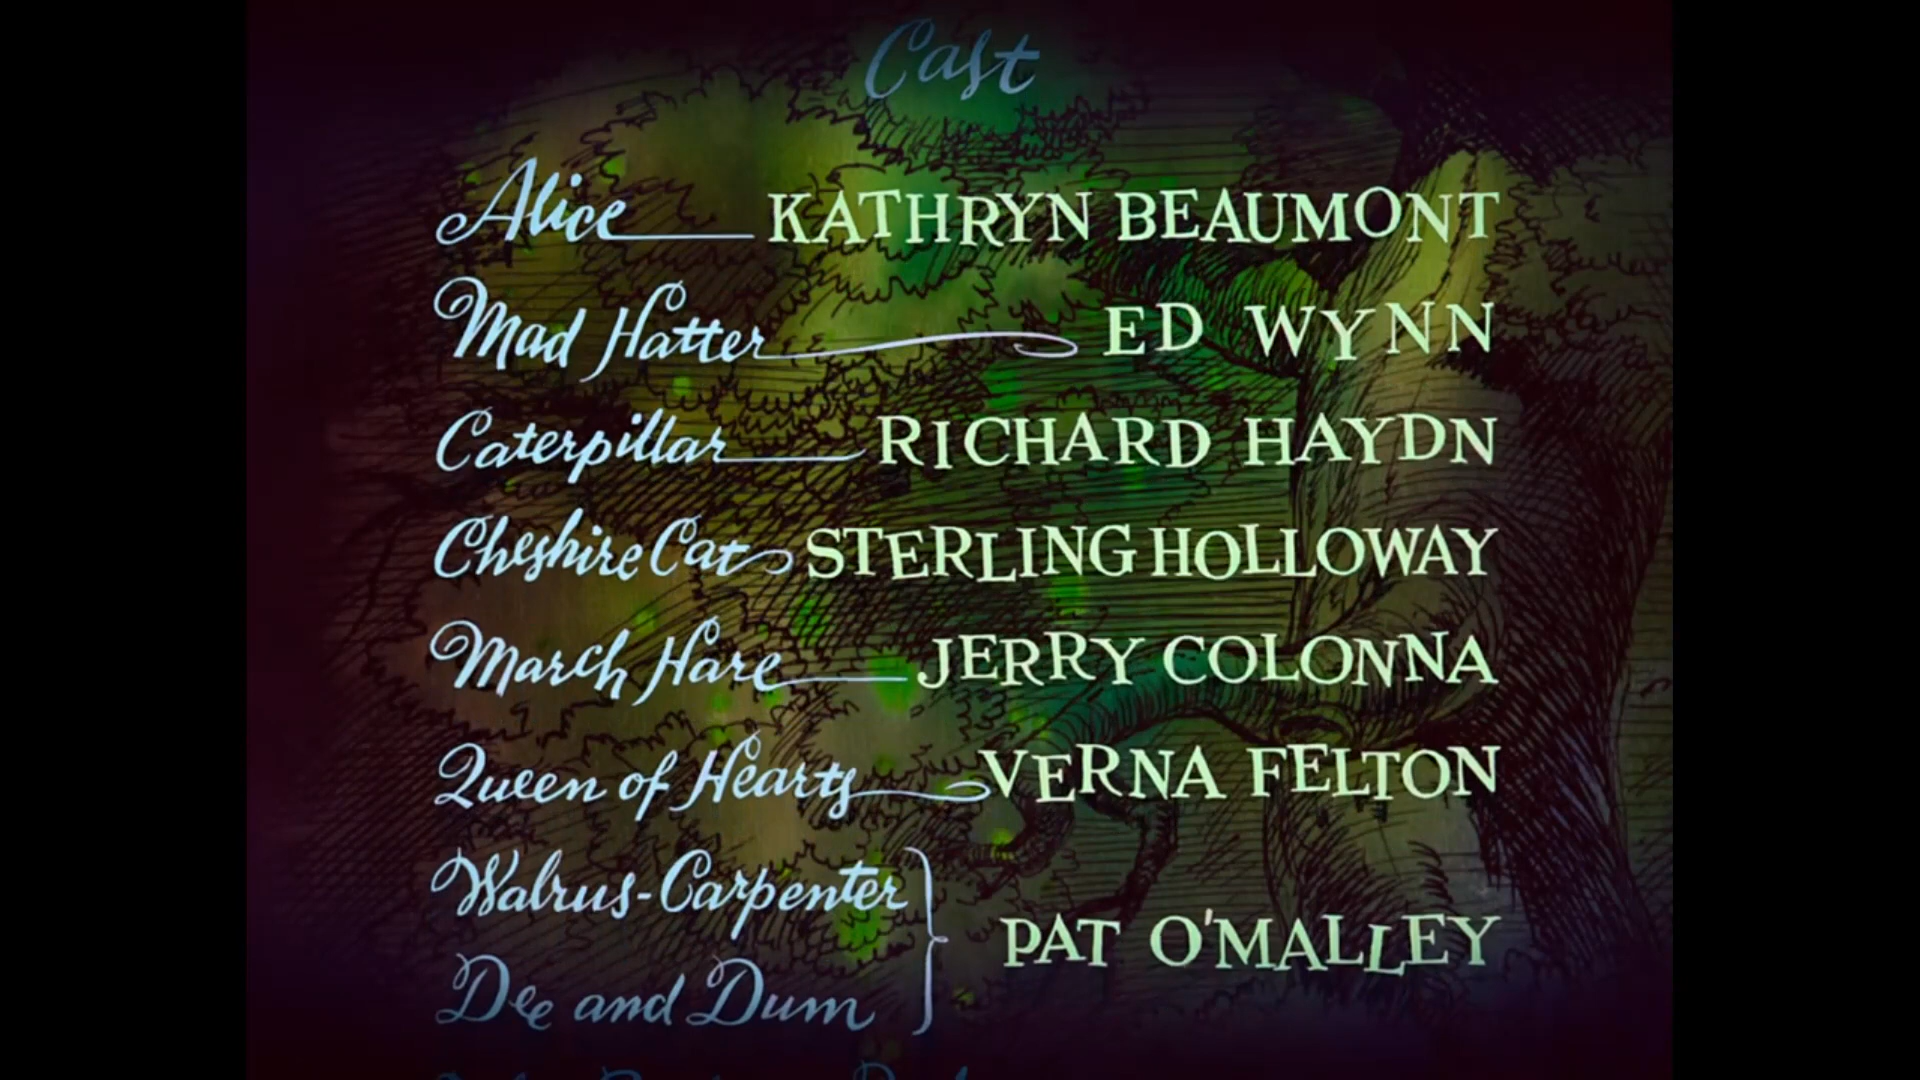 Cast
Alice KATHRYN BEAUMONT
Mad Hatter ED WYNN
Caterpillar RICHARD HAYDN
Cheshire Cat STERLING HOLLOWAY
March Hare JERRY COLONNA
Queen of Hearts VERNA FELTON
Walrus-Carpenter
PAT O'MALLEY
Dee and Dum